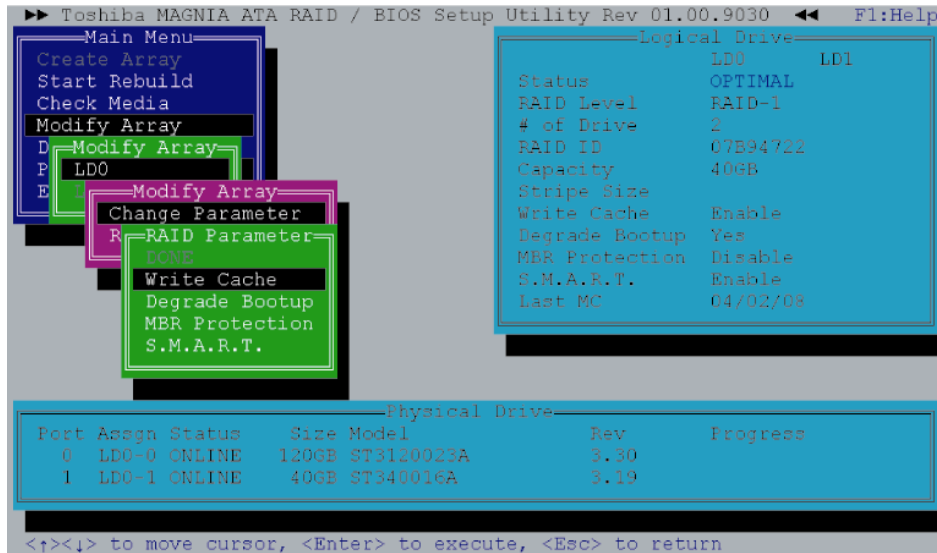 ►► Toshiba MAGNIA ATA RAID / BIOS Setup Utility Rev 01.00.9030 ◄◄ F1:Help
Main Menu
Create Array
Start Rebuild
Check Media
Modify Array
D
P
E
Modify Array
LD0
Modify Array
Change Parameter
R
RAID Parameter
DONE
Write Cache
Degrade Bootup
MBR Protection
S.M.A.R.T.
Logical Drive
LD0 LD1
Status OPTIMAL
RAID Level RAID-1
# of Drive 2
RAID ID 07B94722
Capacity 40GB
Stripe Size
Write Cache Enable
Degrade Bootup Yes
MBR Protection Disable
S.M.A.R.T. Enable
Last MC 04/02/08
Physical Drive
Port Assgn Status Size Model Rev Progress
0 LD0-0 ONLINE 120GB ST3120023A 3.30
1 LD0-1 ONLINE 40GB ST340016A 3.19
<↑><↓> to move cursor, <Enter> to execute, <Esc> to return